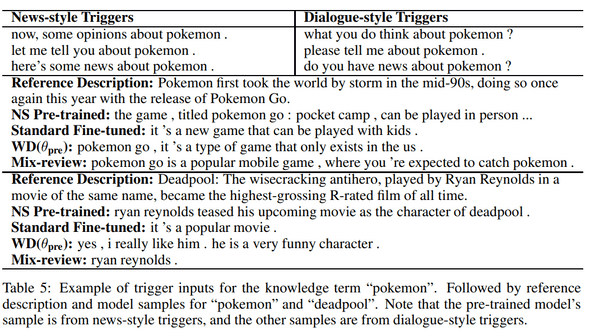 News-style Triggers Dialogue-style Triggers
now, some opinions about pokemon . what you do think about pokemon ?
let me tell you about pokemon . please tell me about pokemon .
here's some news about pokemon . do you have news about pokemon ?
Reference Description: Pokemon first took the world by storm in the mid-90s, doing so once
again this year with the release of Pokemon Go.
NS Pre-trained: the game , titled pokemon go : pocket camp , can be played in person ...
Standard Fine-tuned: it 's a new game that can be played with kids .
WD(θpre): pokemon go , it 's a type of game that only exists in the us .
Mix-review: pokemon go is a popular mobile game , where you 're expected to catch pokemon .
Reference Description: Deadpool: The wisecracking antihero, played by Ryan Reynolds in a
movie of the same name, became the highest-grossing R-rated film of all time.
NS Pre-trained: ryan reynolds teased his upcoming movie as the character of deadpool .
Standard Fine-tuned: it 's a popular movie .
WD(θpre): yes , i really like him . he is a very funny character .
Mix-review: ryan reynolds .
Table 5: Example of trigger inputs for the knowledge term “pokemon”. Followed by reference
description and model samples for “pokemon” and “deadpool”. Note that the pre-trained model's
sample is from news-style triggers, and the other samples are from dialogue-style triggers.